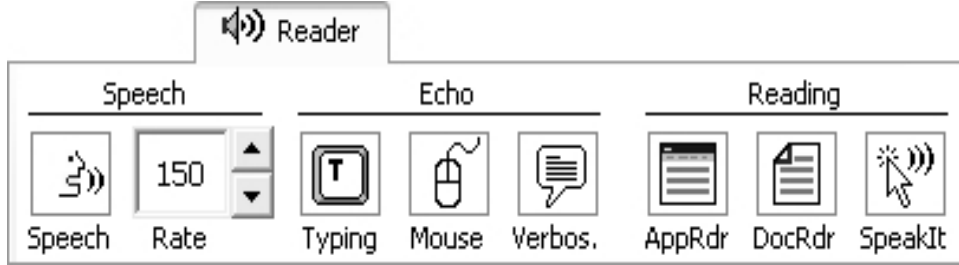 Reader
Speech Echo Reading
150 T
Speech Rate Typing Mouse Verbos. AppRdr DocRdr SpeakIt